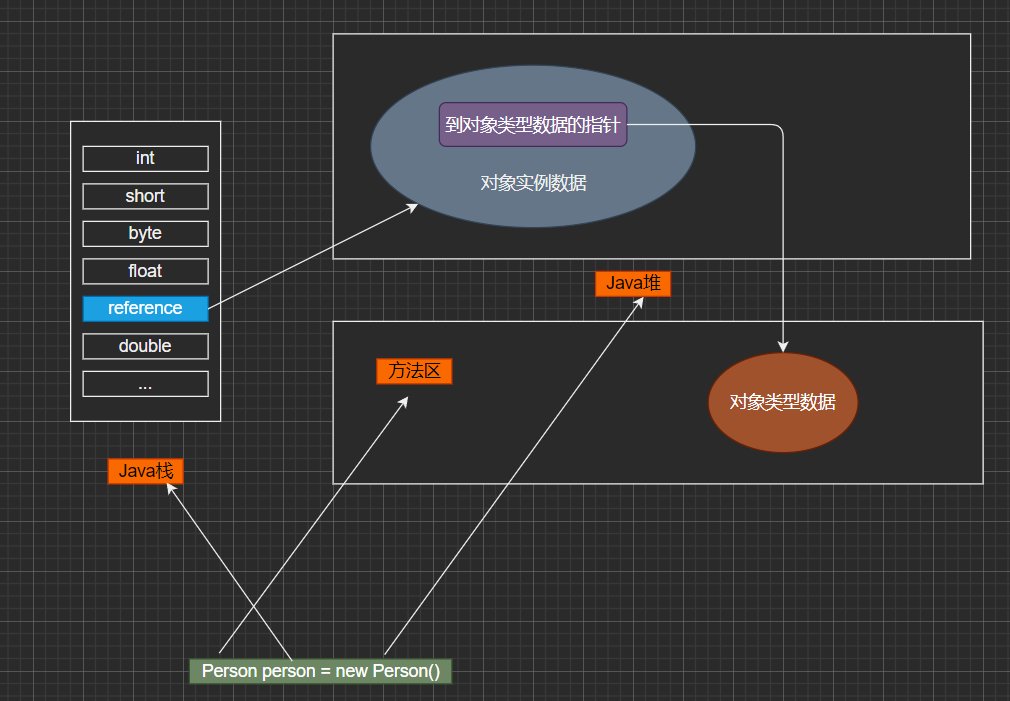 int
short
byte
float
reference
double
...
Java栈
到对象类型数据的指针
对象实例数据
Java堆
方法区
对象类型数据
Person person = new Person()